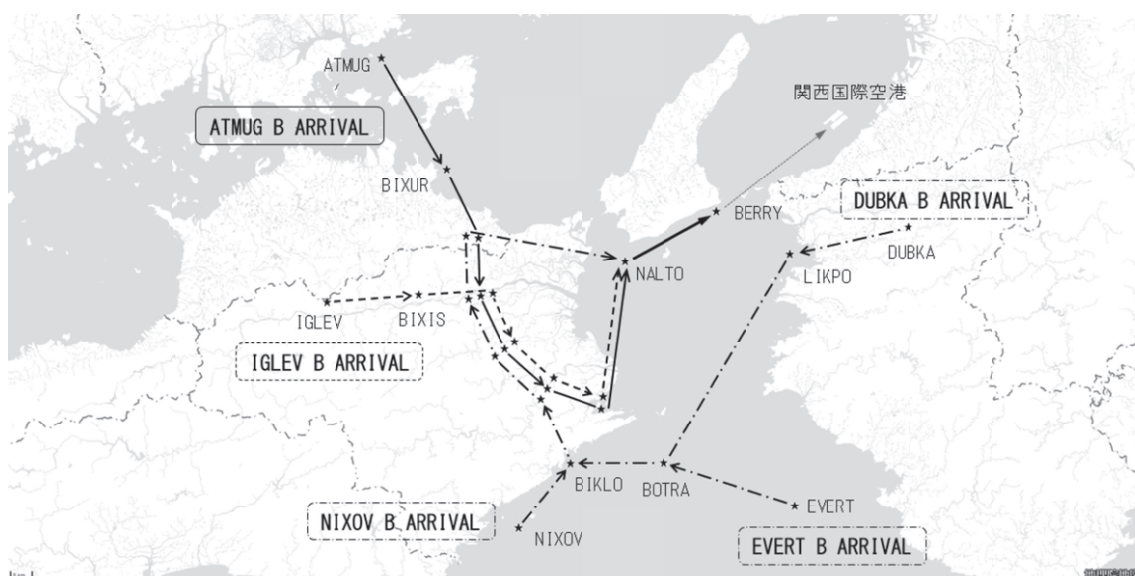 ATMUG
関西国際空港
ATMUG B ARRIVAL
BIXUR
BERRY
DUBKA B ARRIVAL
DUBKA
NALTO
LIKPO
IGLEV
BIXIS
IGLEV B ARRIVAL
BIKLO
BOTRA
NIXOV B ARRIVAL
EVERT
NIXOV
EVERT B ARRIVAL